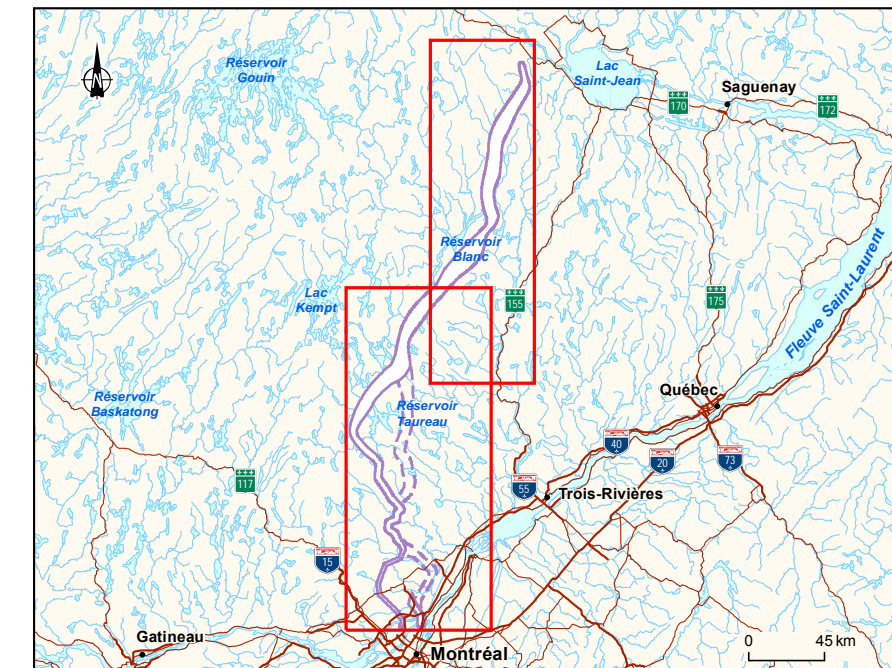 Réservoir
Gouin
Lac
Saint-Jean
Saguenay
170
172
Réservoir
Blanc
Lac
Kempt
155
175
Fleuve Saint-Laurent
Réservoir
Baskatong
Réservoir
Taureau
Québec
40
20
73
117
55
Trois-Rivières
15
Gatineau
Montréal
0
45 km